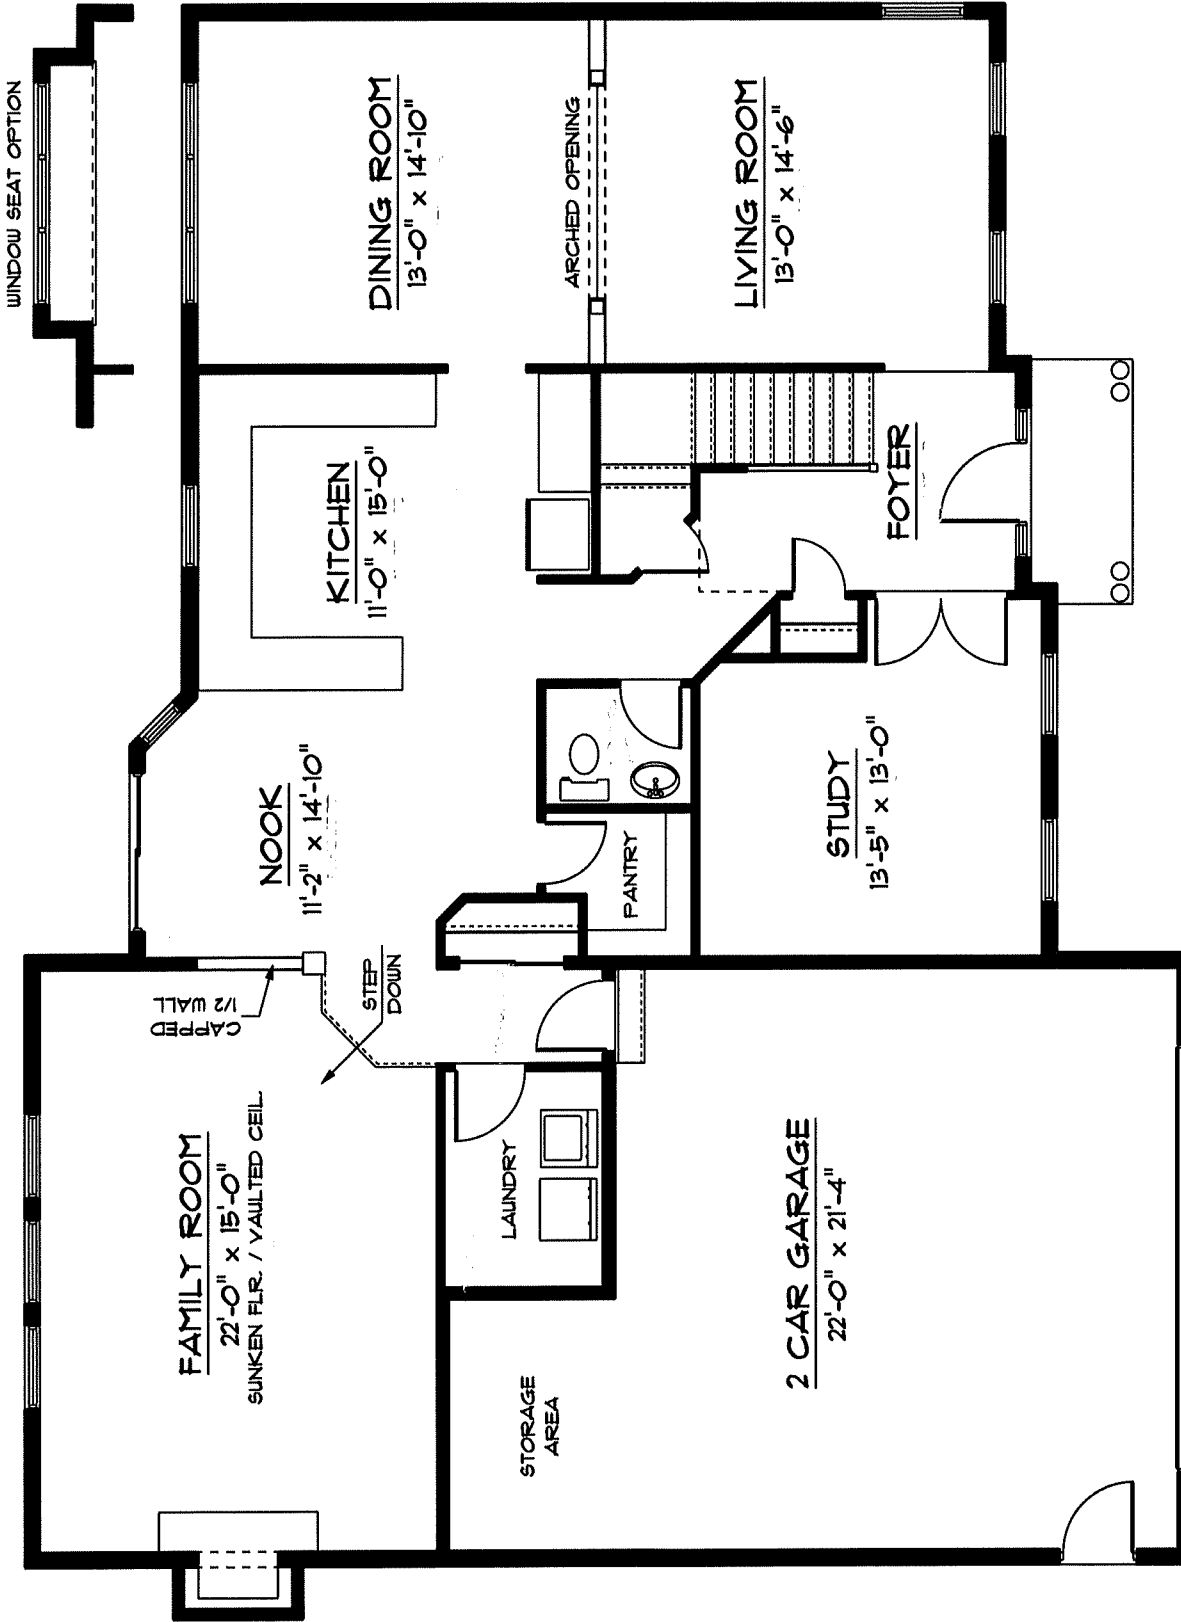 WINDOW SEAT OPTION
DINING ROOM
13'-0" x 14'-10"
ARCHED OPENING
LIVING ROOM
13'-0" x 14'-6"
KITCHEN
11'-0" x 15'-0"
FOYER
NOOK
11'-2" x 14'-10"
PANTRY
STUDY
13'-5" x 13'-0"
CAPPED
1/2 WALL
STEP
DOWN
FAMILY ROOM
22'-0" x 15'-0"
SUNKEN FLR. / VAULTED CEIL.
LAUNDRY
STORAGE
AREA
2 CAR GARAGE
22'-0" x 21'-4"